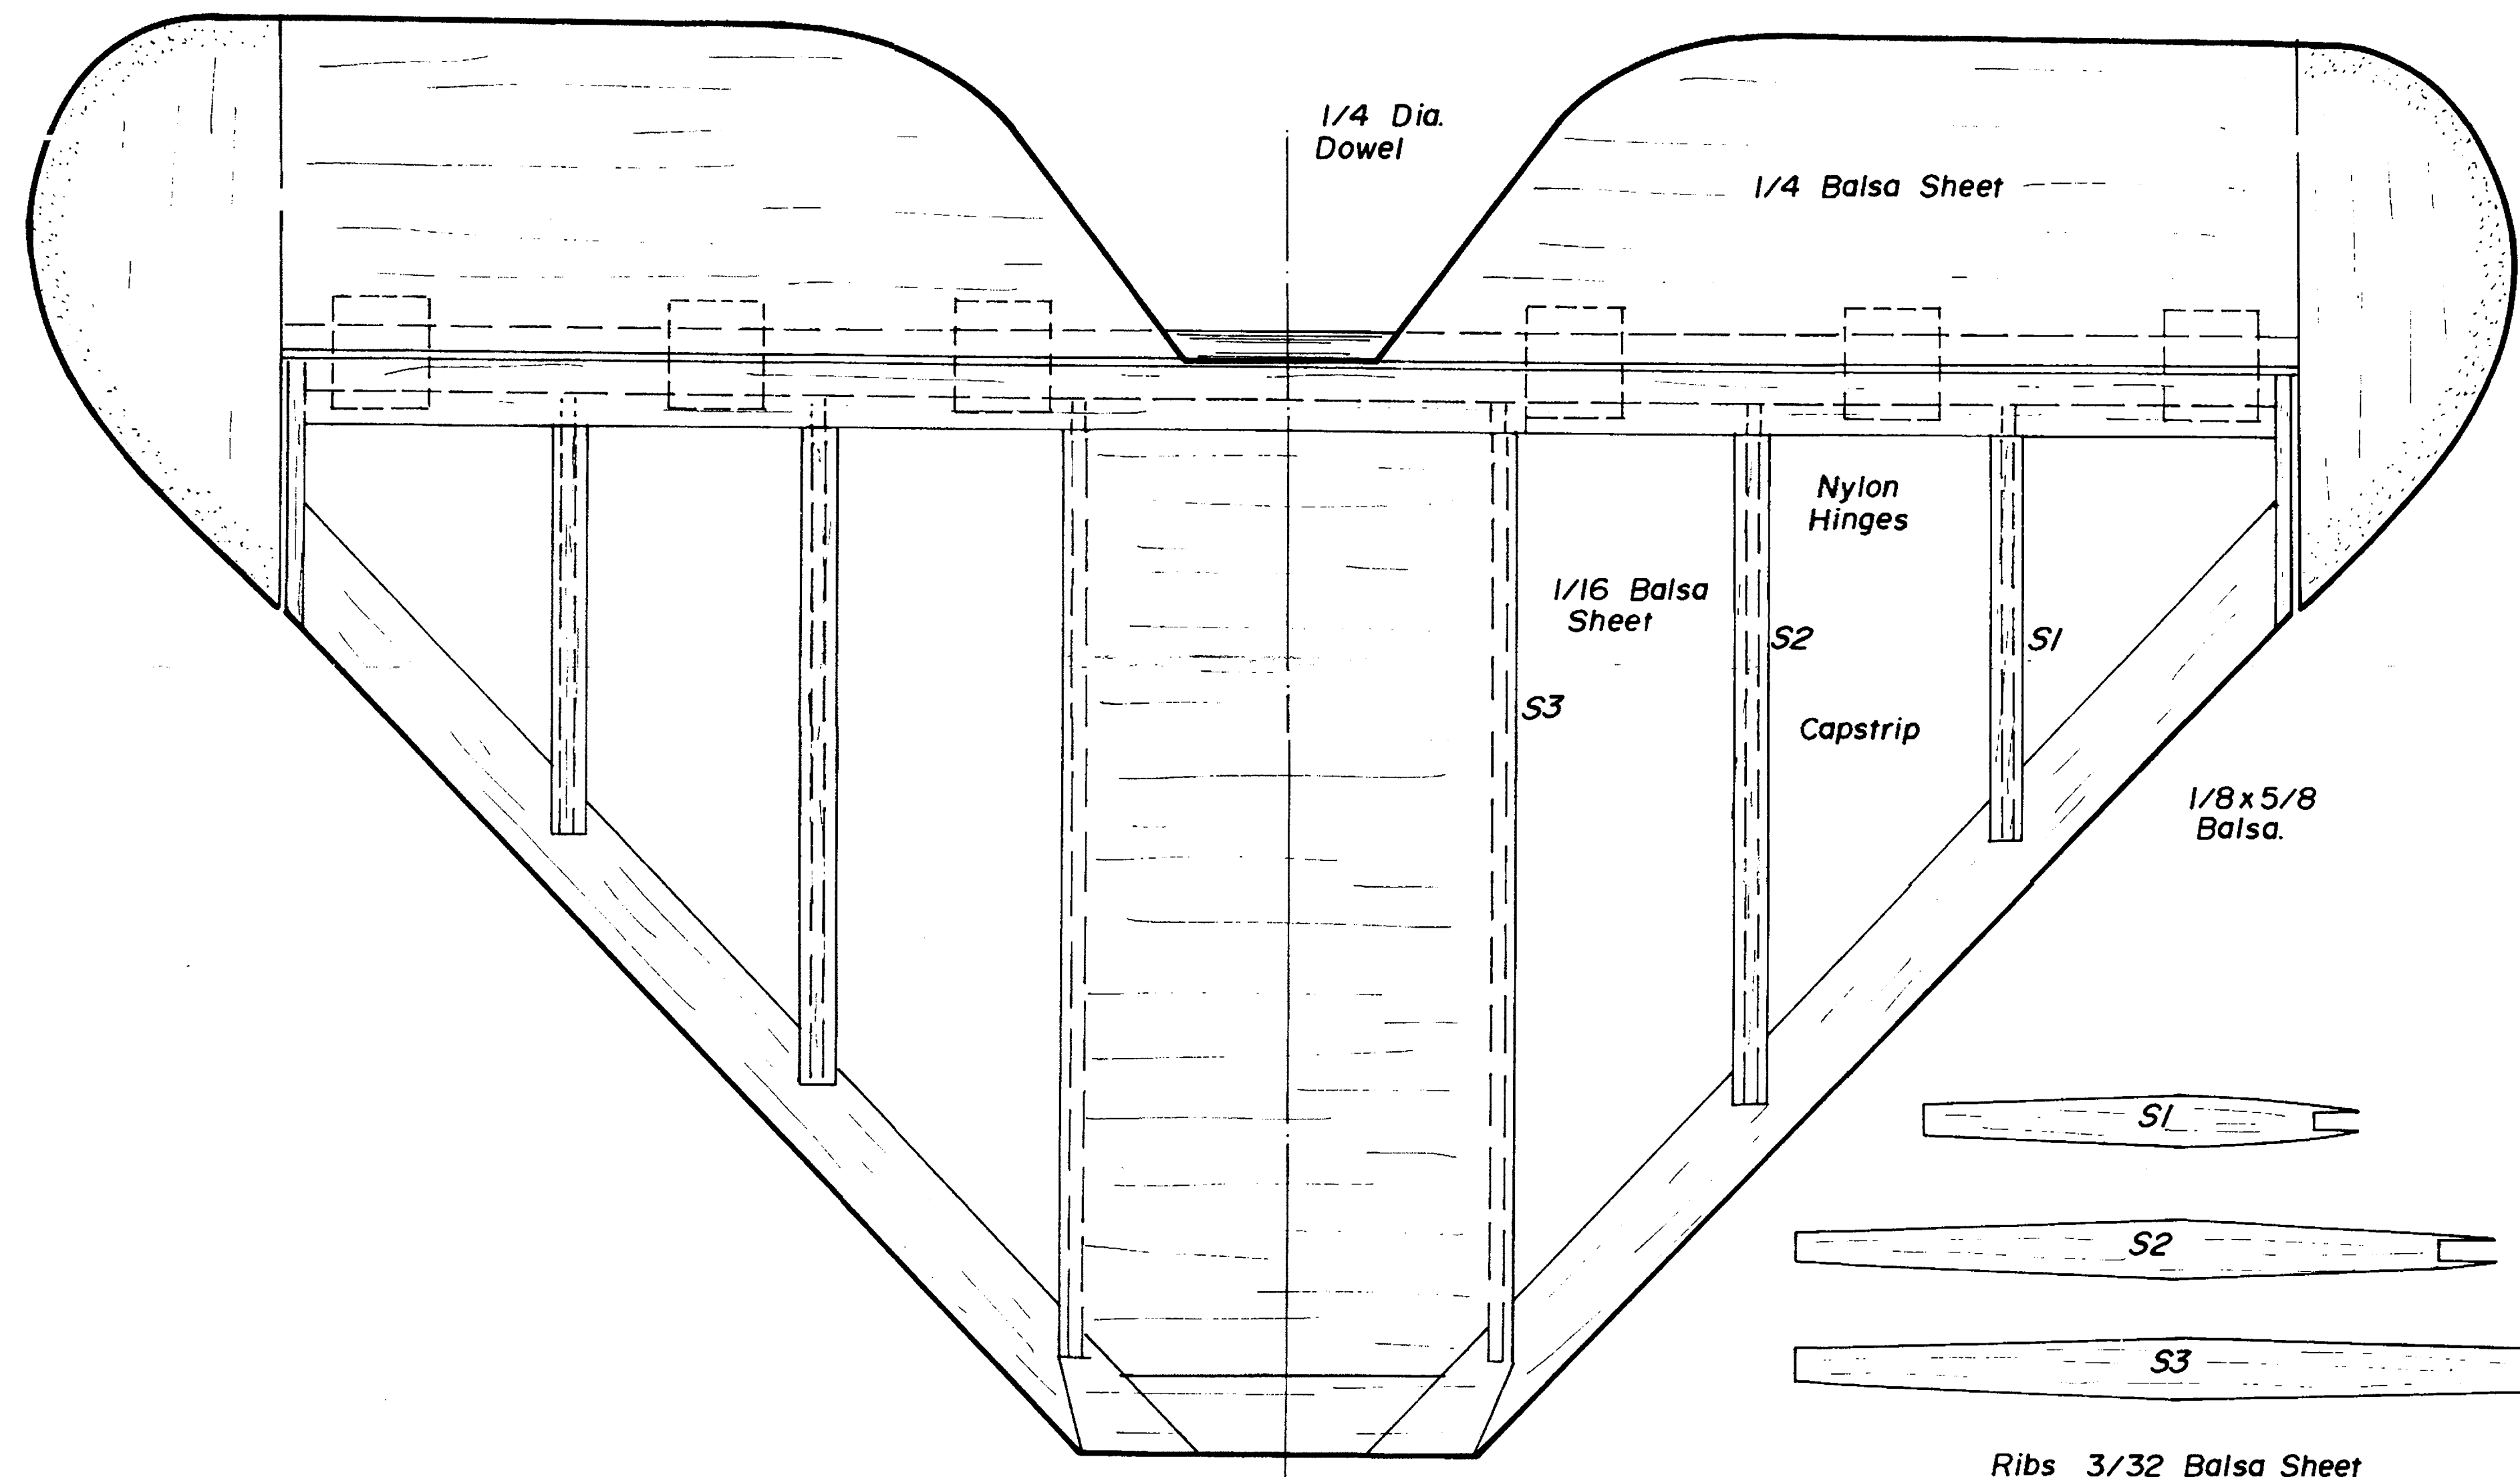 1/4 Dia.
Dowel
1/4 Balsa Sheet
Nylon
Hinges
1/16 Balsa
Sheet
S2
S1
S3
Capstrip
1/8 x 5/8
Balsa.
S1
S2
S3
Ribs 3/32 Balsa Sheet